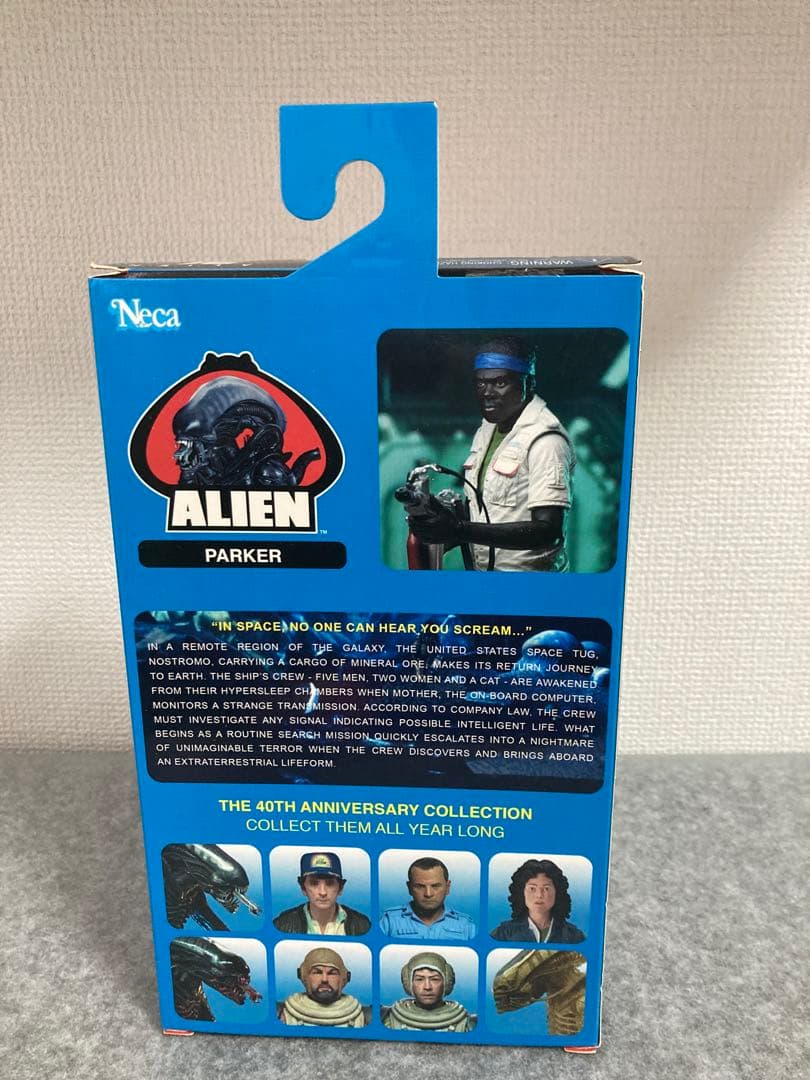 WARNING:
Neca
ALIEN
TM
PARKER
"IN SPACE, NO ONE CAN HEAR YOU SCREAM..."
IN A REMOTE REGION OF THE GALAXY, THE UNITED STATES SPACE TUG,
NOSTROMO, CARRYING A CARGO OF MINERAL ORE, MAKES ITS RETURN JOURNEY
TO EARTH. THE SHIP'S CREW - FIVE MEN, TWO WOMEN AND A CAT - ARE AWAKENED
FROM THEIR HYPERSLEEP CHAMBERS WHEN MOTHER, THE ON-BOARD COMPUTER,
MONITORS A STRANGE TRANSMISSION. ACCORDING TO COMPANY LAW, THE CREW
MUST INVESTIGATE ANY SIGNAL INDICATING POSSIBLE INTELLIGENT LIFE. WHAT
BEGINS AS A ROUTINE SEARCH MISSION QUICKLY ESCALATES INTO A NIGHTMARE
OF UNIMAGINABLE TERROR WHEN THE CREW DISCOVERS AND BRINGS ABOARD
AN EXTRATERRESTRIAL LIFEFORM.
THE 40TH ANNIVERSARY COLLECTION
COLLECT THEM ALL YEAR LONG